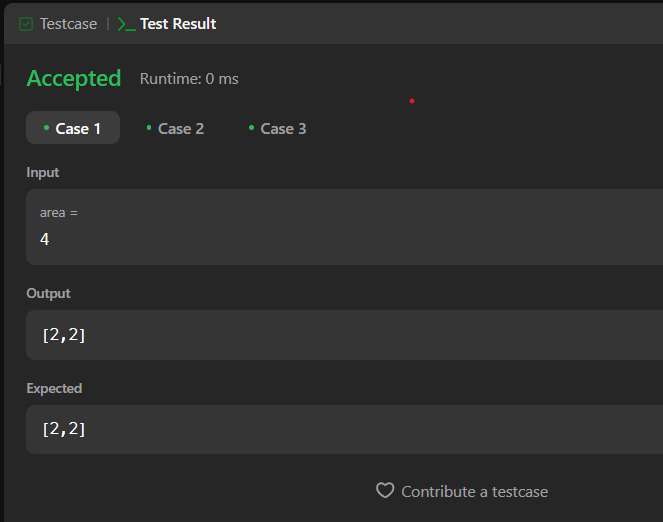 Testcase | Test Result
Accepted Runtime: 0 ms
Case 1 Case 2 Case 3
Input
area =
4
Output
[2,2]
Expected
[2,2]
Contribute a testcase